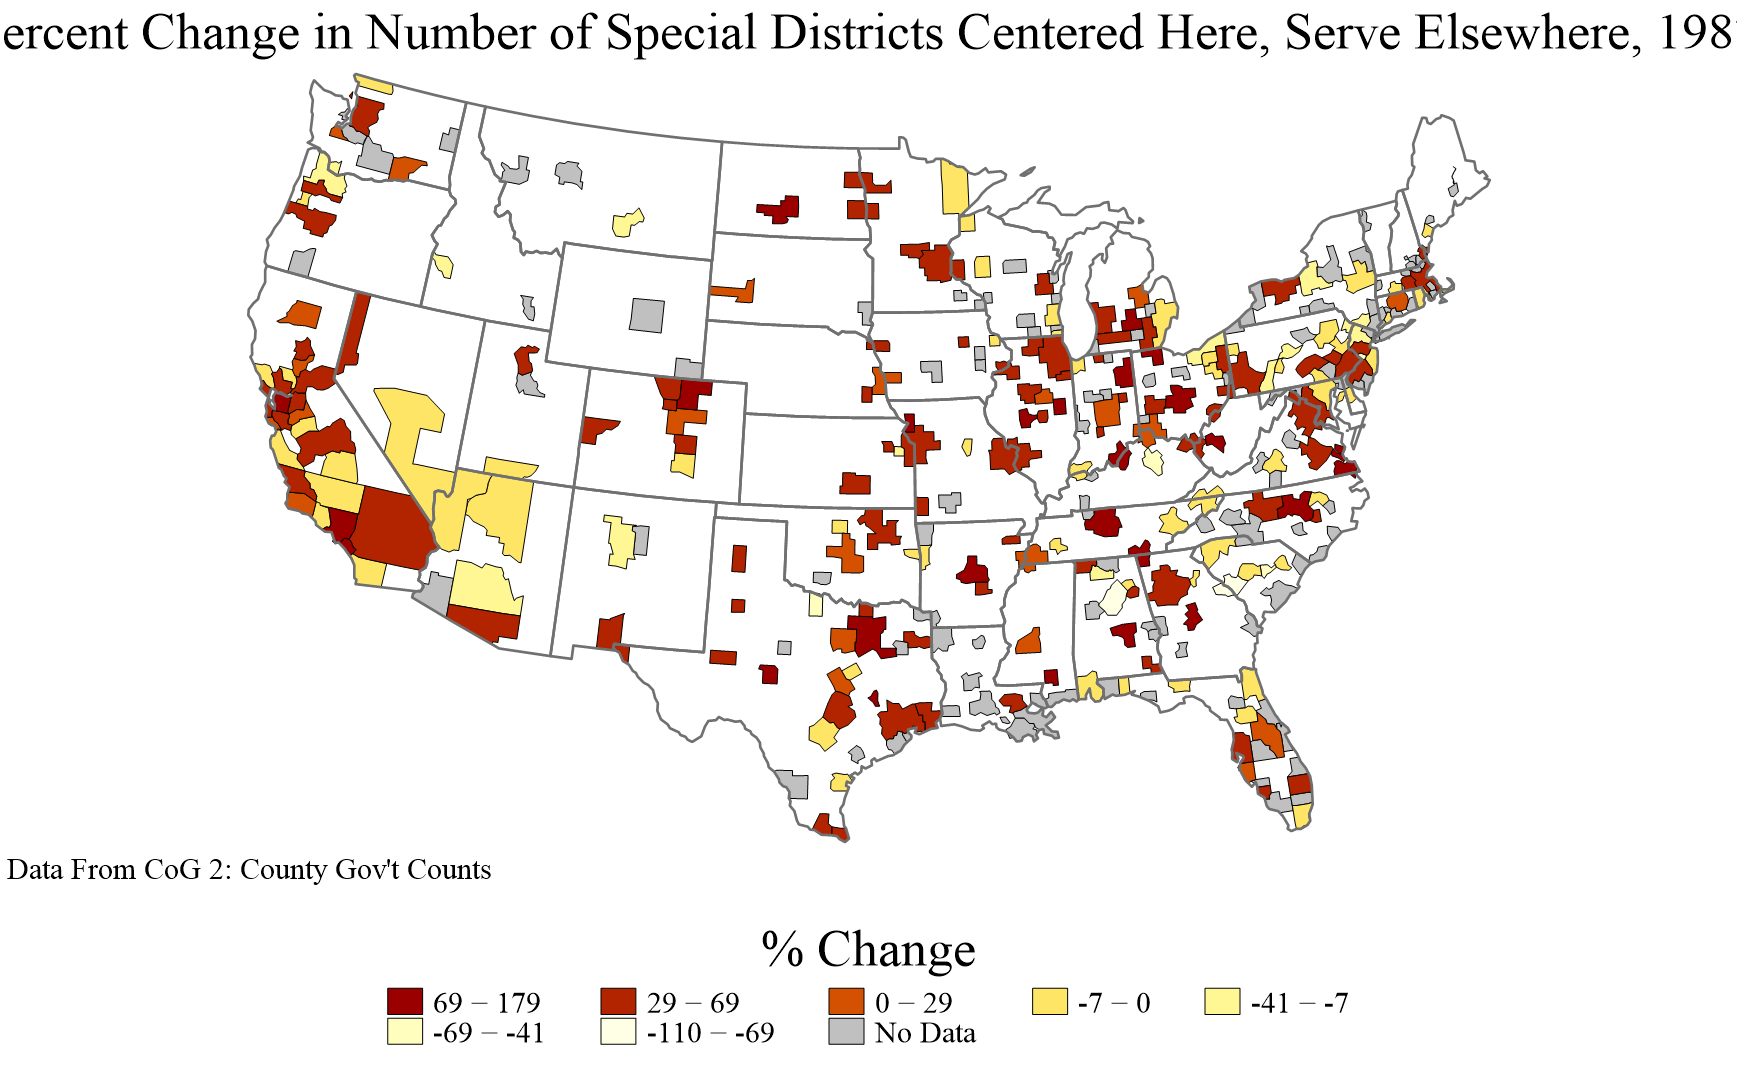 ercent Change in Number of Special Districts Centered Here, Serve Elsewhere, 198
Data From CoG 2: County Gov't Counts
% Change
69 − 179
29 − 69
0 − 29
-7 − 0
-41 − -7
-69 − -41
-110 − -69
No Data